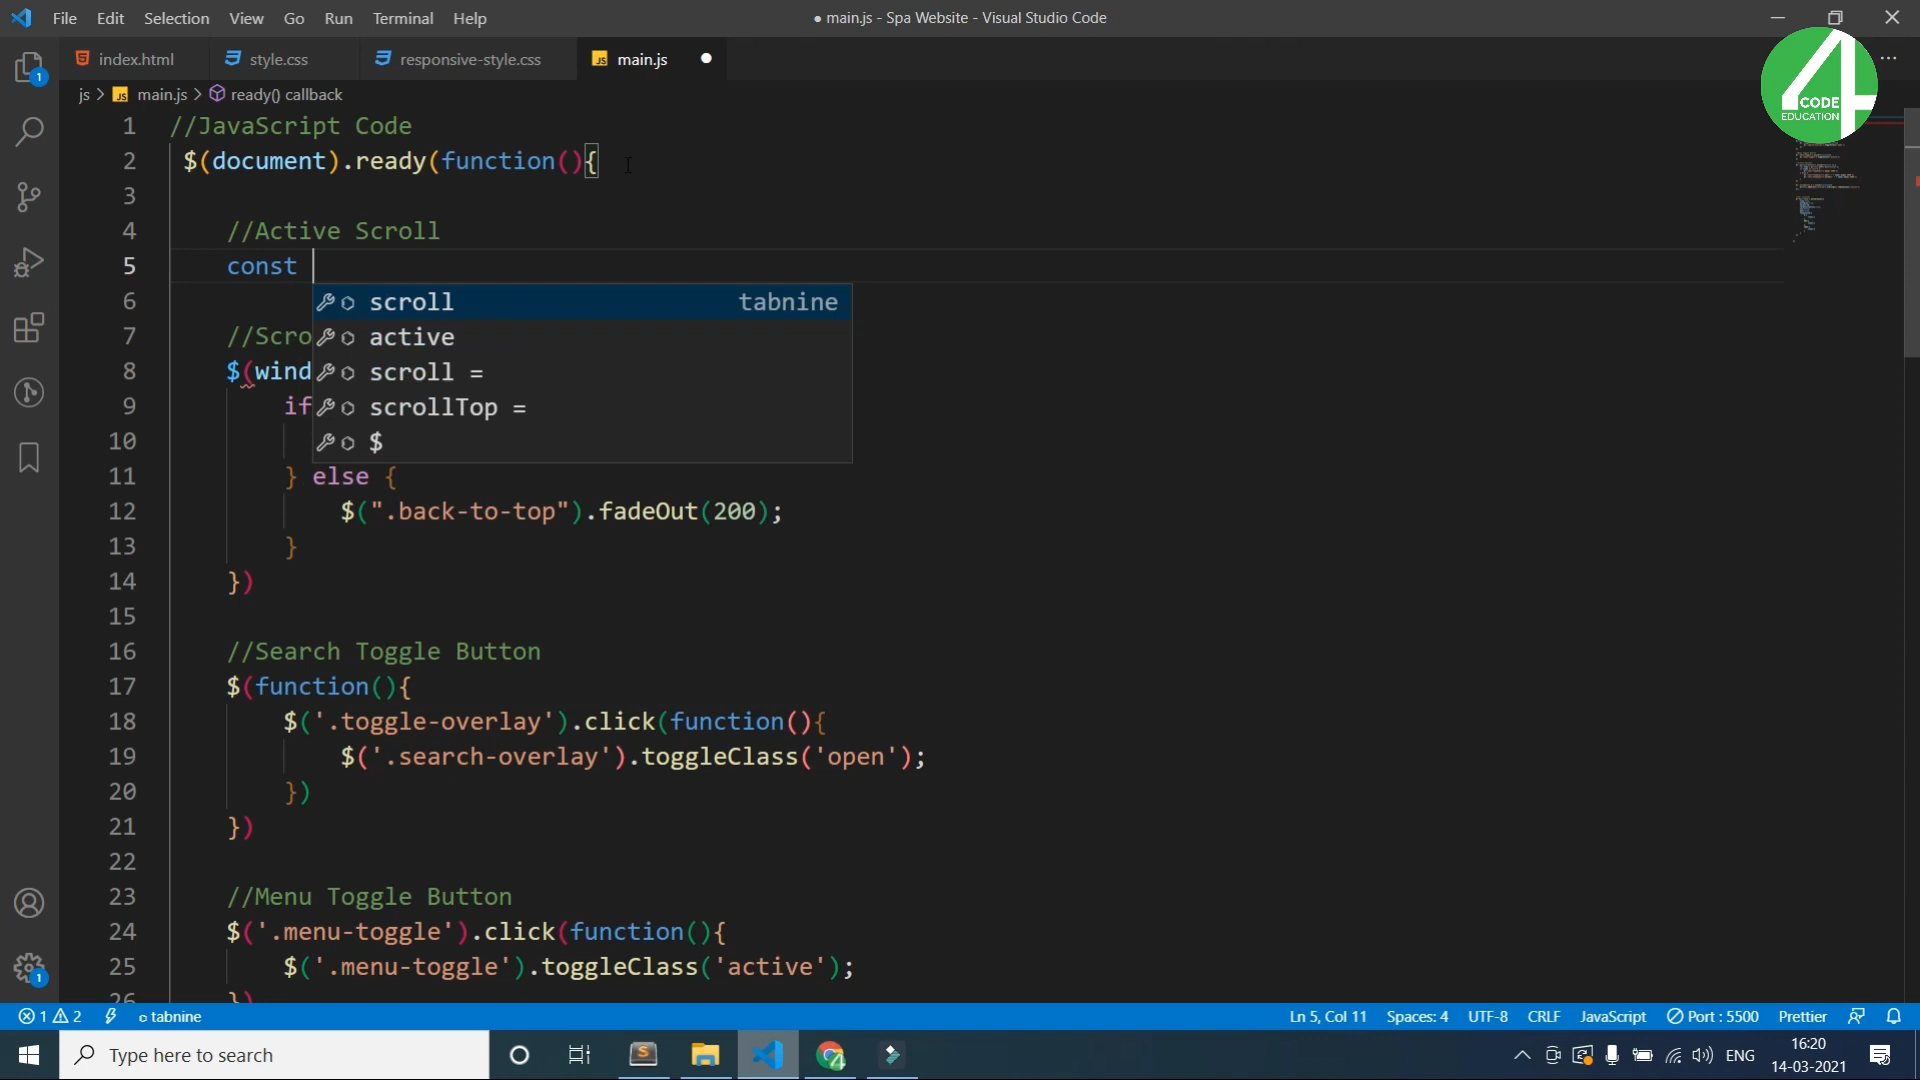 File Edit Selection View Go Run Terminal Help
● main.js - Spa Website - Visual Studio Code
index.html style.css responsive-style.css JS main.js
js > JS main.js > ready() callback
CODE
EDUCATION
4
1 //JavaScript Code
2 $(document).ready(function(){
3
4 //Active Scroll
5 const
6 scroll tabnine
7 //Scro active
8 $(wind scroll =
9 if scrollTop =
10 $
11 } else {
12 $(".back-to-top").fadeOut(200);
13 }
14 })
15
16 //Search Toggle Button
17 $(function(){
18 $('.toggle-overlay').click(function(){
19 $('.search-overlay').toggleClass('open');
20 })
21 })
22
23 //Menu Toggle Button
24 $('.menu-toggle').click(function(){
25 $('.menu-toggle').toggleClass('active');
26 })
1 1
1 2 tabnine Ln 5, Col 11 Spaces: 4 UTF-8 CRLF JavaScript Port : 5500 Prettier
Type here to search
ENG 16:20
14-03-2021